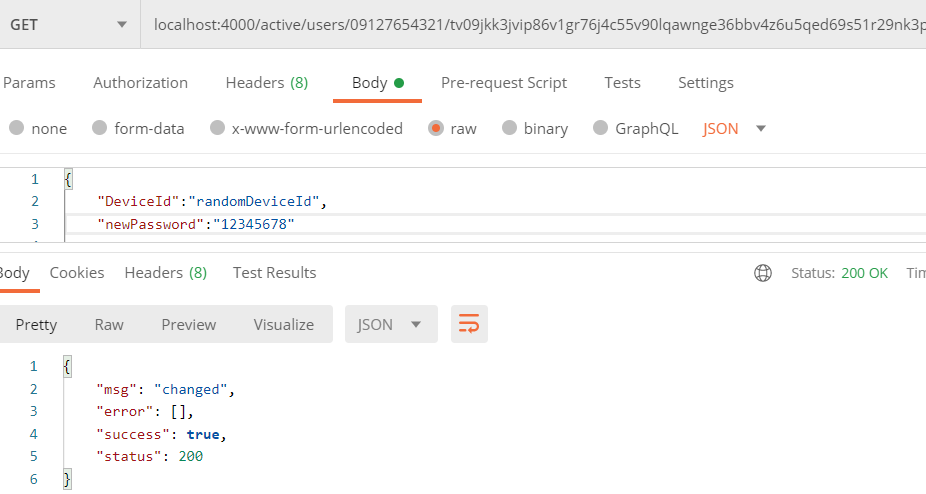 GET localhost:4000/active/users/09127654321/tv09jkk3jvip86v1gr76j4c55v90lqawnge36bbv4z6u5qed69s51r29nk3p
Params Authorization Headers (8) Body Pre-request Script Tests Settings
none form-data x-www-form-urlencoded raw binary GraphQL JSON
1 {
2 "DeviceId":"randomDeviceId",
3 "newPassword":"12345678"
Body Cookies Headers (8) Test Results Status: 200 OK Tim
Pretty Raw Preview Visualize JSON
1 {
2 "msg": "changed",
3 "error": [],
4 "success": true,
5 "status": 200
6 }